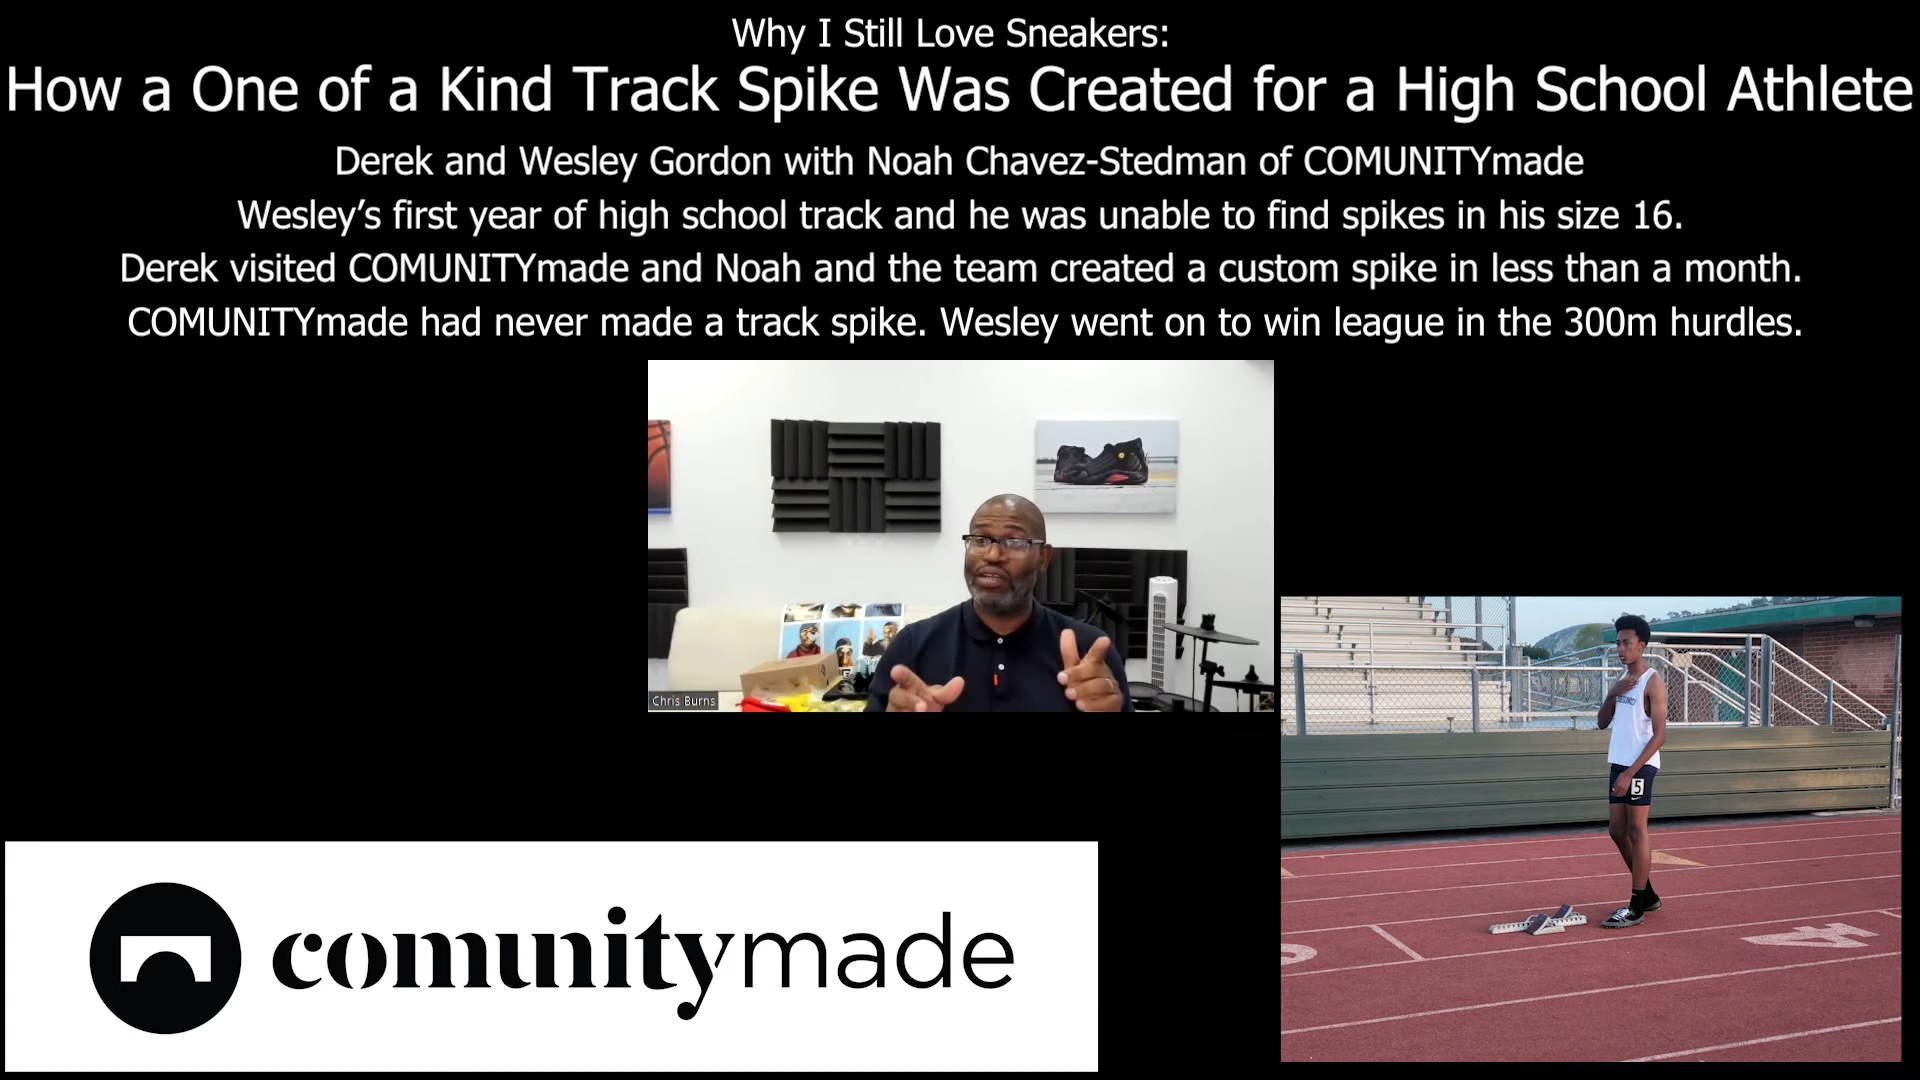 Why I Still Love Sneakers:
How a One of a Kind Track Spike Was Created for a High School Athlete
Derek and Wesley Gordon with Noah Chavez-Stedman of COMUNITYmade
Wesley’s first year of high school track and he was unable to find spikes in his size 16.
Derek visited COMUNITYmade and Noah and the team created a custom spike in less than a month.
COMUNITYmade had never made a track spike. Wesley went on to win league in the 300m hurdles.
Chris Burns
5
4
comunitymade